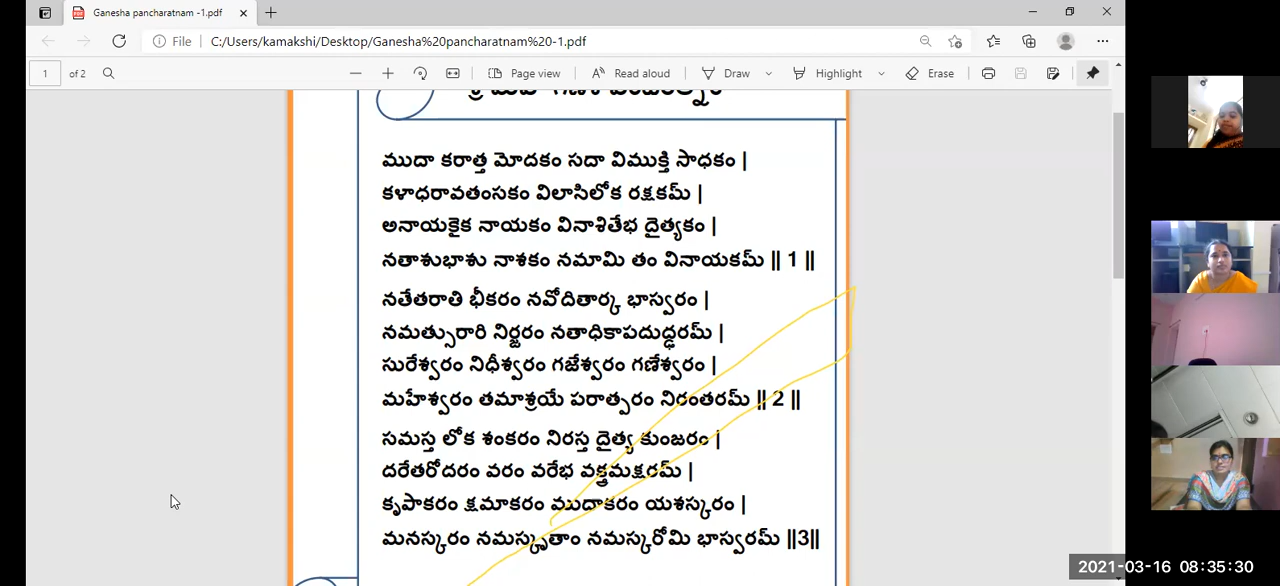 Ganesha pancharatnam -1.pdf
File
C:/Users/kamakshi/Desktop/Ganesha%20pancharatnam%20-1.pdf
1 of 2
Page view
Read aloud
Draw
Highlight
Erase
ముదా కరాత్త మోదకం సదా విముక్తి సాధకం |
కళాధరావతంసకం విలాసిలోక రక్షకమ్ |
అనాయకైక నాయకం వినాశితేభ దైత్యకం |
నతాశుభాశు నాశకం నమామి తం వినాయకమ్ || 1 ||
నతేతరాతి భీకరం నవోదితార్క భాస్వరం |
నమత్సురారి నిర్జరం నతాధికాపదుద్ధరమ్ |
సురేశ్వరం నిధీశ్వరం గజేశ్వరం గణేశ్వరం |
మహేశ్వరం తమాశ్రయే పరాత్పరం నిరంతరమ్ || 2 ||
సమస్త లోక శంకరం నిరస్త దైత్య కుంజరం |
దరేతరోదరం వరం వరేభ వక్త్రమక్షరమ్ |
కృపాకరం క్షమాకరం ముదాకరం యశస్కరం |
మనస్కరం నమస్కృతాం నమస్కరోమి భాస్వరమ్ ||3||
2021-03-16 08:35:30